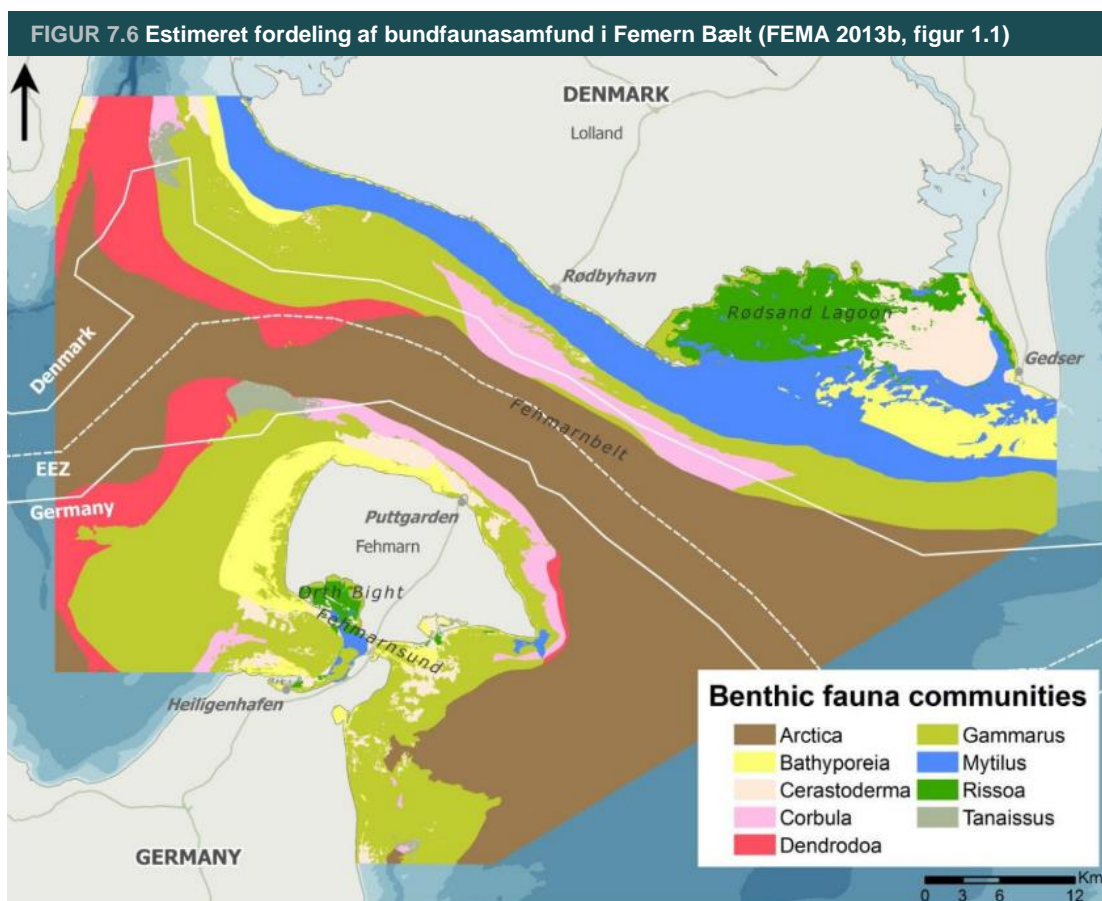 FIGUR 7.6 Estimeret fordeling af bundfaunasamfund i Femern Bælt (FEMA 2013b, figur 1.1)
DENMARK
Lolland
Rødbyhavn
Rødsand Lagoon
Gedser
Denmark
Fehmarnbelt
EEZ
Germany
Puttgarden
Fehmarn
Orth Bight
Fehmarnsund
Heiligenhafen
GERMANY
Benthic fauna communities
Arctica
Bathyporeia
Cerastoderma
Corbula
Dendrodoa
Gammarus
Mytilus
Rissoa
Tanaissus
Km
0 3 6 12